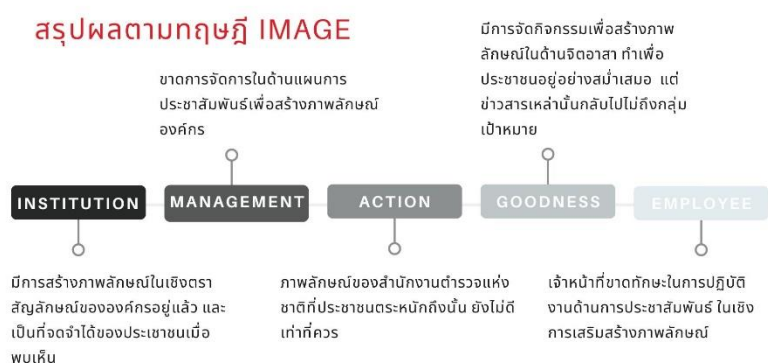 สรุปผลตามทฤษฎี IMAGE
มีการจัดกิจกรรมเพื่อสร้างภาพ
ลักษณ์ในด้านจิตอาสา ทำเพื่อ
ประชาชนอยู่อย่างสม่ำเสมอ แต่
ข่าวสารเหล่านั้นกลับไปไม่ถึงกลุ่ม
เป้าหมาย
ขาดการจัดการในด้านแผนการ
ประชาสัมพันธ์เพื่อสร้างภาพลักษณ์
องค์กร
INSTITUTION
MANAGEMENT
ACTION
GOODNESS
EMPLOYEE
มีการสร้างภาพลักษณ์ในเชิงตรา
สัญลักษณ์ขององค์กรอยู่แล้ว และ
เป็นที่จดจำได้ของประเชาชนเมื่อ
พบเห็น
ภาพลักษณ์ของสำนักงานตำรวจแห่ง
ชาติที่ประชาชนตระหนักถึงนั้น ยังไม่ดี
เท่าที่ควร
เจ้าหน้าที่ขาดทักษะในการปฏิบัติ
งานด้านการประชาสัมพันธ์ ในเชิง
การเสริมสร้างภาพลักษณ์